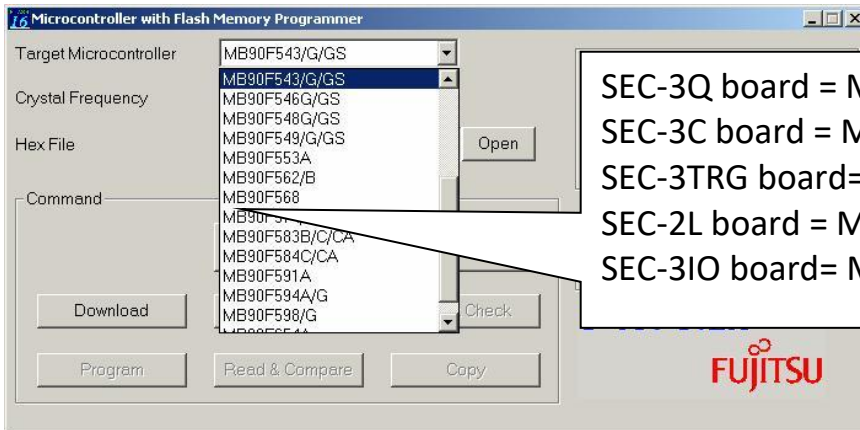 Microcontroller with Flash Memory Programmer
Target Microcontroller
MB90F543/G/GS
MB90F543/G/GS
Crystal Frequency
MB90F546G/GS
MB90F548G/GS
Hex File
MB90F549/G/GS
Open
MB90F553A
MB90F562/B
Command
MB90F568
MB90F583B/C/CA
MB90F584C/CA
MB90F591A
MB90F594A/G
MB90F598/G
Download
Check
Program
Read & Compare
Copy
SEC-3Q board = M
SEC-3C board = M
SEC-3TRG board=
SEC-2L board = M
SEC-3IO board= M
FUJITSU